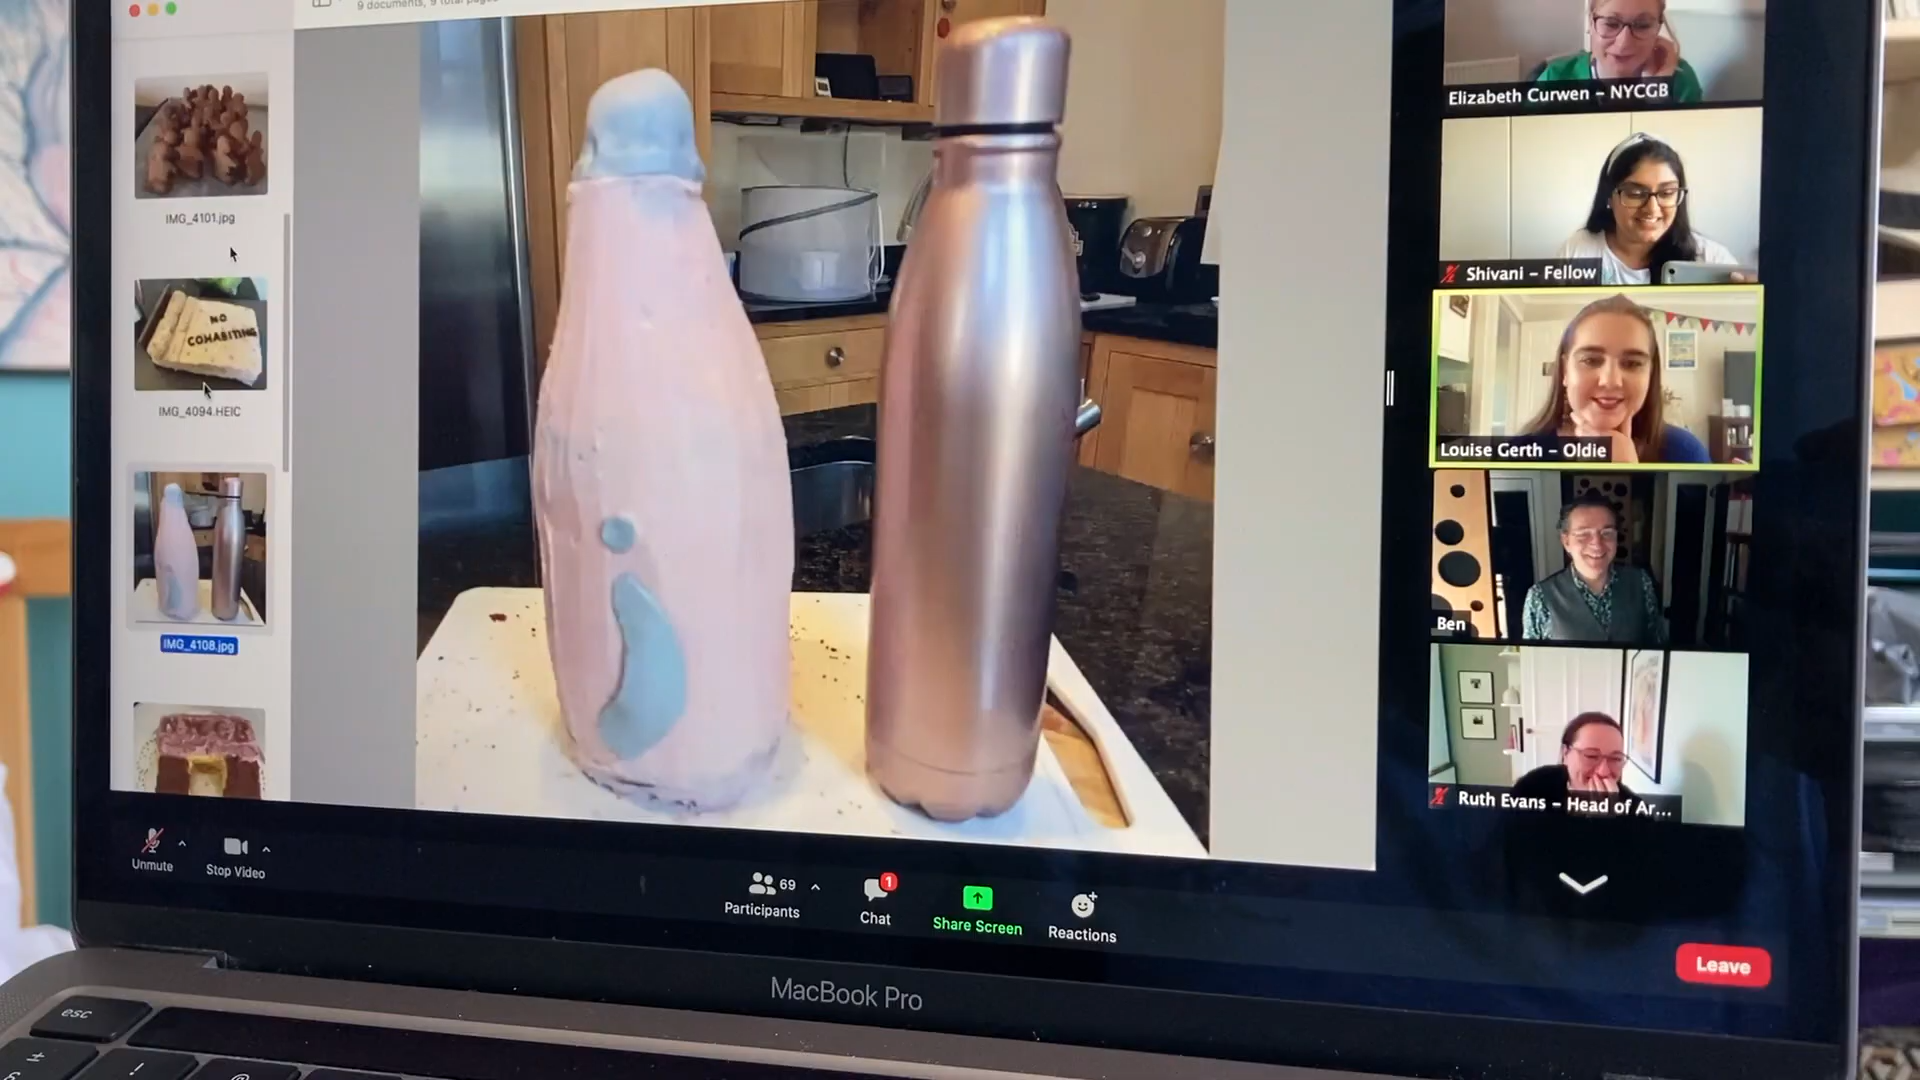 9 documents, 9 total pages
IMG_4101.jpg
NO
COHABITING
IMG_4094.HEIC
IMG_4108.jpg
Elizabeth Curwen – NYCGB
Shivani – Fellow
Louise Gerth – Oldie
Ben
Ruth Evans – Head of Ar...
Unmute
Stop Video
69
Participants
1
Chat
Share Screen
Reactions
Leave
MacBook Pro
esc
±
§
!
@